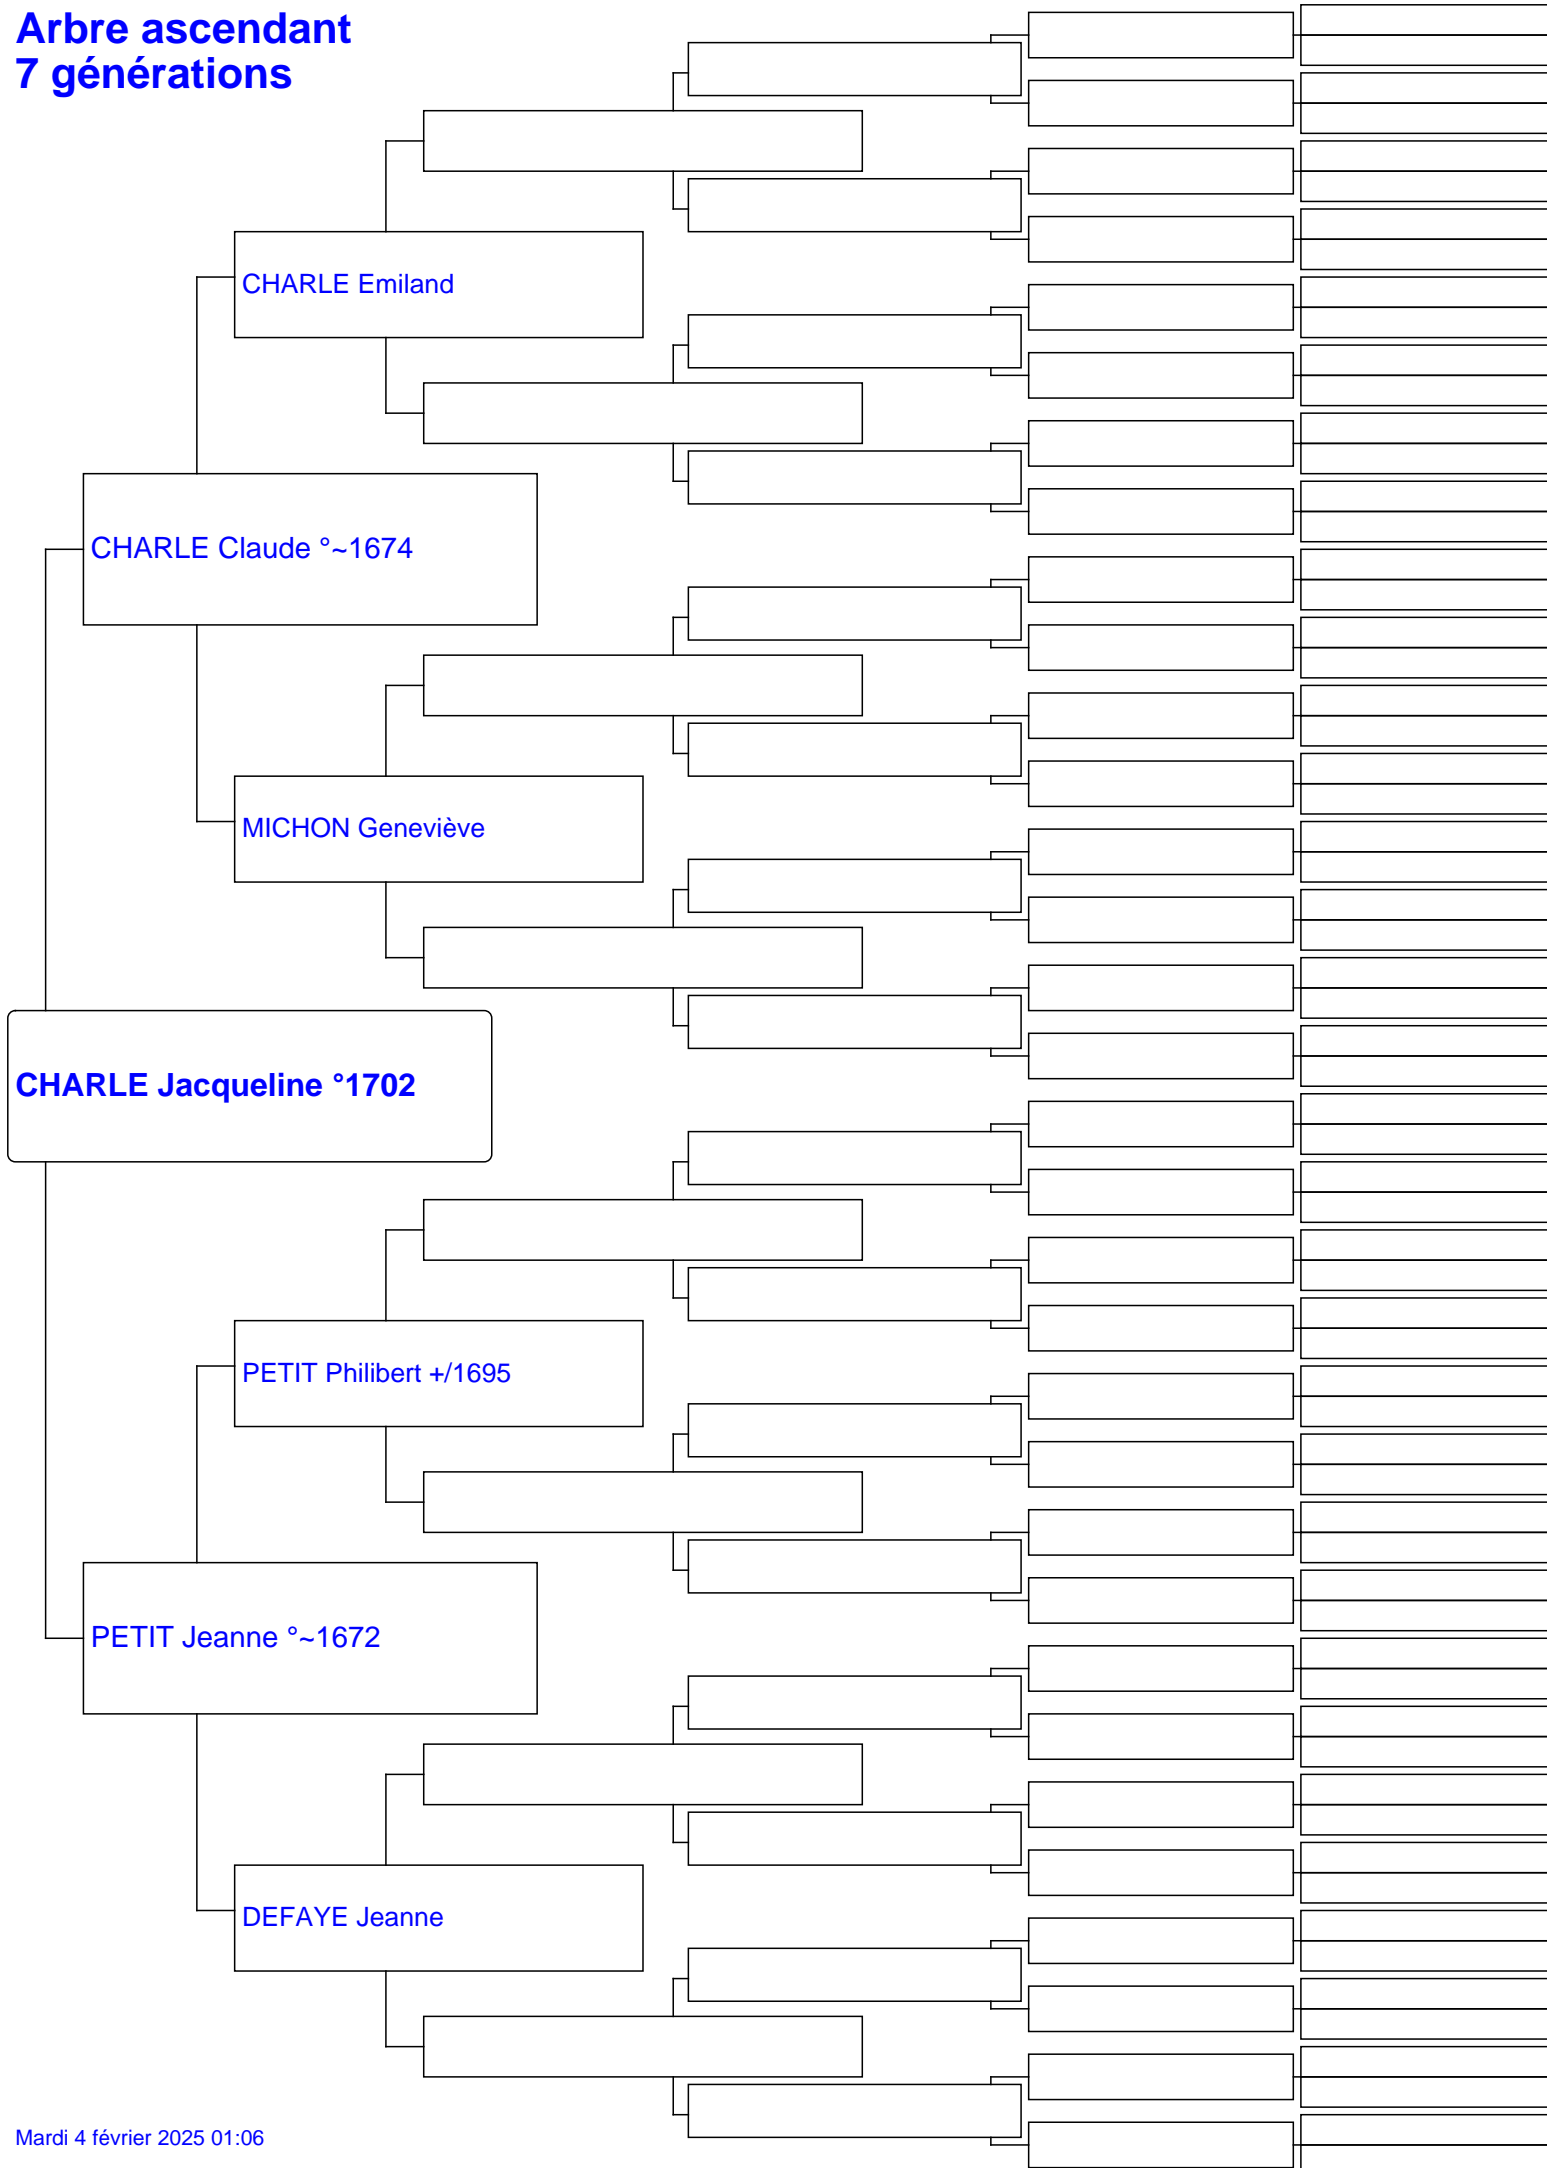 Arbre ascendant
7 générations
CHARLE Emiland
CHARLE Claude °~1674
MICHON Geneviève
CHARLE Jacqueline °1702
PETIT Philibert +/1695
PETIT Jeanne °~1672
DEFAYE Jeanne
Mardi 4 février 2025 01:06